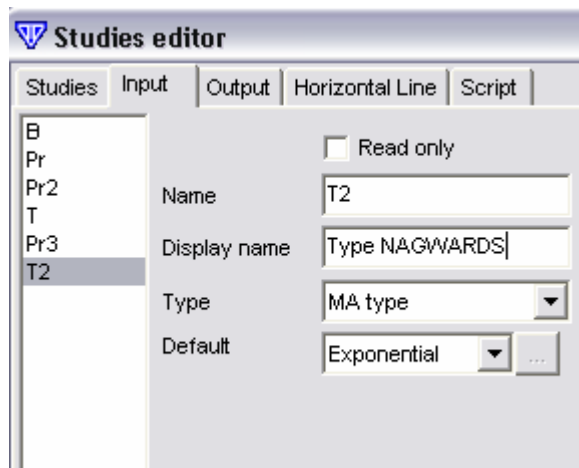 Studies editor
Studies Input Output Horizontal Line Script
B
Pr
Pr2
T
Pr3
T2
Read only
Name T2
Display name Type NAGWARDS
Type MA type
Default Exponential ...